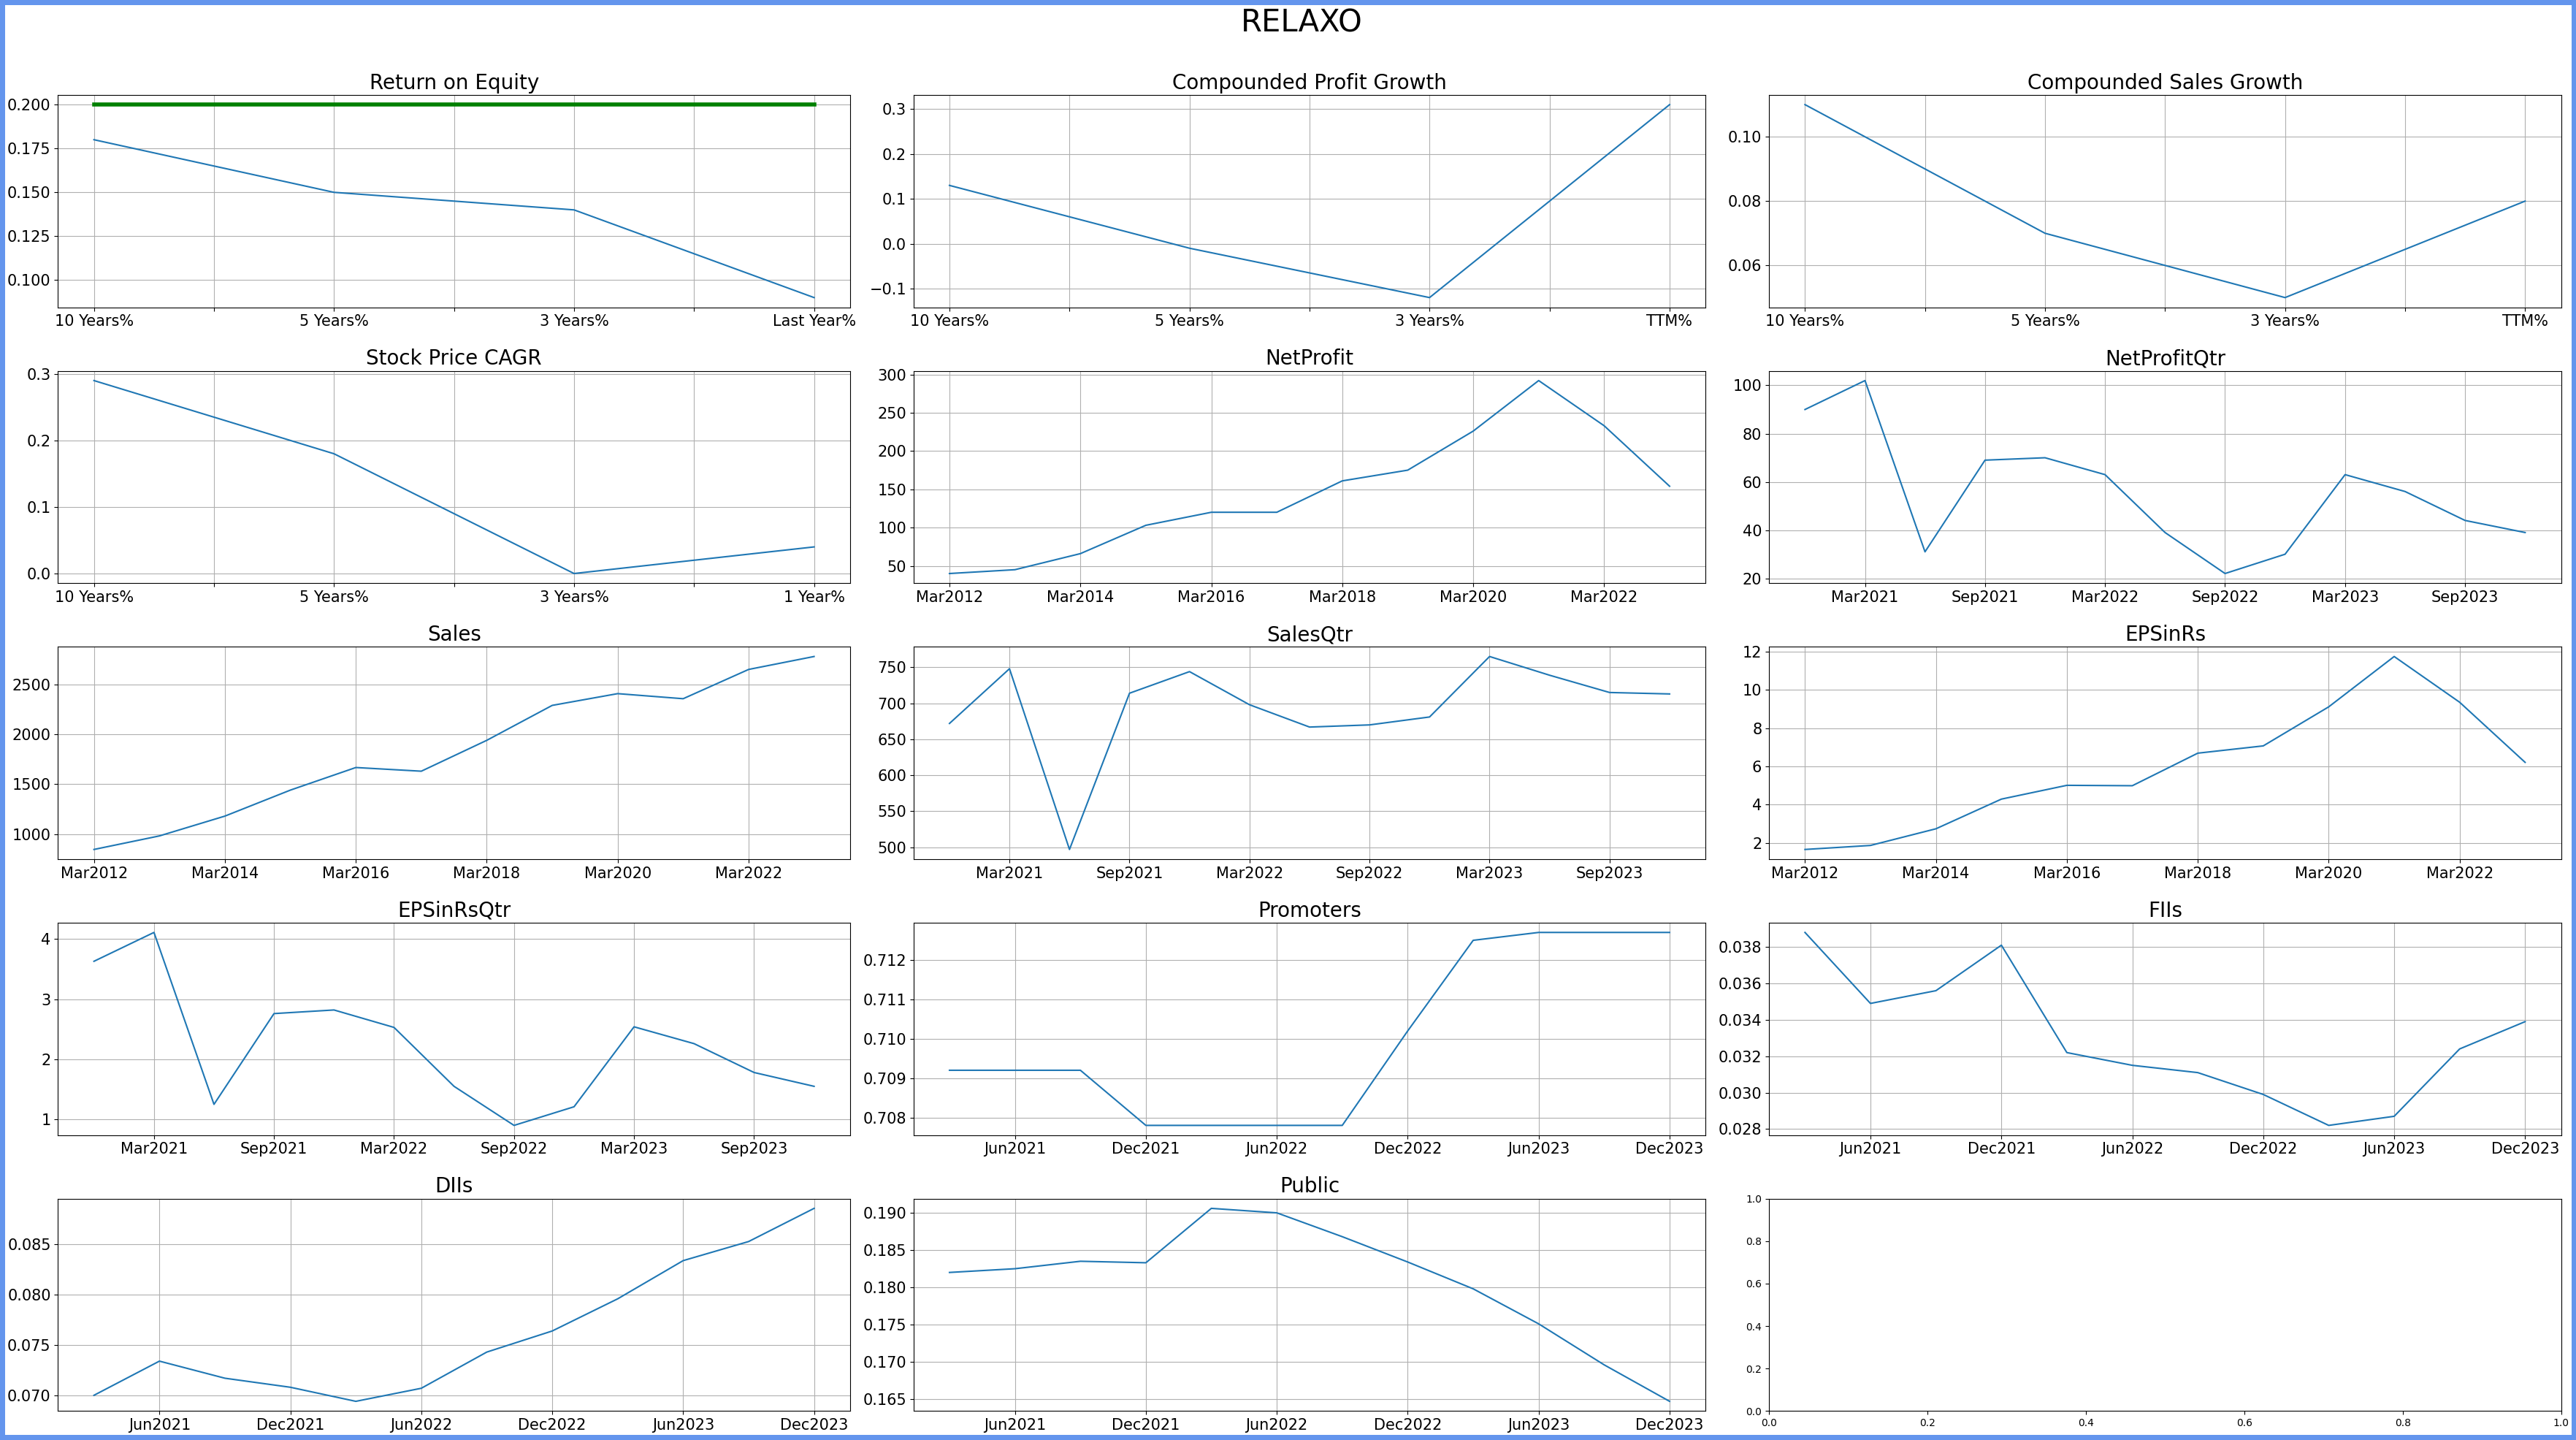 RELAXO
Return on Equity
0.200
0.175
0.150
0.125
0.100
10 Years% 5 Years% 3 Years% Last Year%
Compounded Profit Growth
0.3
0.2
0.1
0.0
−0.1
10 Years% 5 Years% 3 Years% TTM%
Compounded Sales Growth
0.10
0.08
0.06
10 Years% 5 Years% 3 Years% TTM%
Stock Price CAGR
0.3
0.2
0.1
0.0
10 Years% 5 Years% 3 Years% 1 Year%
NetProfit
300
250
200
150
100
50
Mar2012 Mar2014 Mar2016 Mar2018 Mar2020 Mar2022
NetProfitQtr
100
80
60
40
20
Mar2021 Sep2021 Mar2022 Sep2022 Mar2023 Sep2023
Sales
2500
2000
1500
1000
Mar2012 Mar2014 Mar2016 Mar2018 Mar2020 Mar2022
SalesQtr
750
700
650
600
550
500
Mar2021 Sep2021 Mar2022 Sep2022 Mar2023 Sep2023
EPSinRs
12
10
8
6
4
2
Mar2012 Mar2014 Mar2016 Mar2018 Mar2020 Mar2022
EPSinRsQtr
4
3
2
1
Mar2021 Sep2021 Mar2022 Sep2022 Mar2023 Sep2023
Promoters
0.712
0.711
0.710
0.709
0.708
Jun2021 Dec2021 Jun2022 Dec2022 Jun2023 Dec2023
FIIs
0.038
0.036
0.034
0.032
0.030
0.028
Jun2021 Dec2021 Jun2022 Dec2022 Jun2023 Dec2023
DIIs
0.085
0.080
0.075
0.070
Jun2021 Dec2021 Jun2022 Dec2022 Jun2023 Dec2023
Public
0.190
0.185
0.180
0.175
0.170
0.165
Jun2021 Dec2021 Jun2022 Dec2022 Jun2023 Dec2023
1.0
0.8
0.6
0.4
0.2
0.0
0.0 0.2 0.4 0.6 0.8 1.0